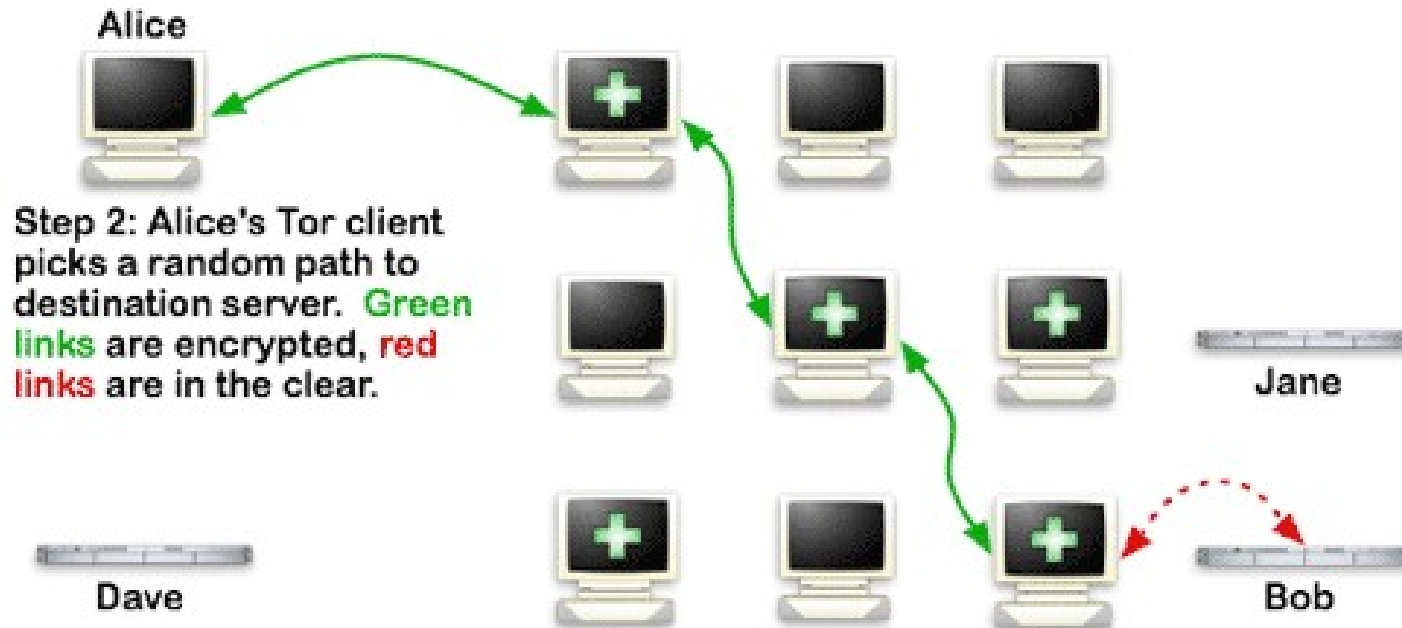 Alice
Step 2: Alice's Tor client
picks a random path to
destination server. Green
links are encrypted, red
links are in the clear.
Jane
Dave
Bob